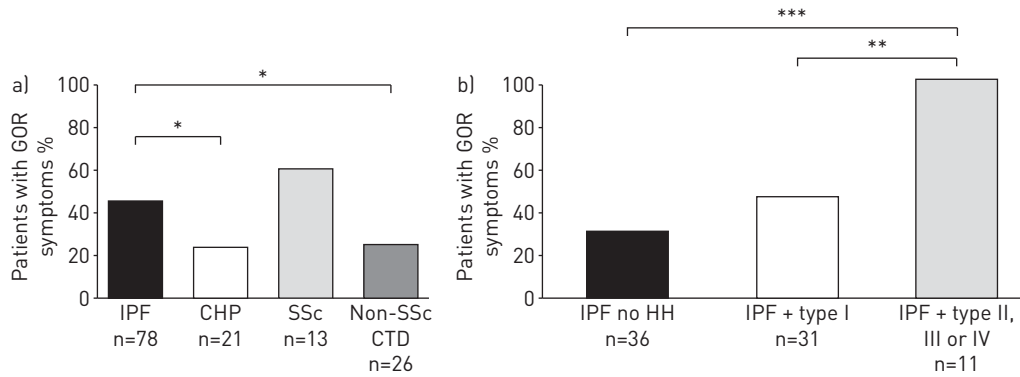 a)
Patients with GOR
symptoms %
100
80
60
40
20
0
*
*
IPF
n=78
CHP
n=21
SSc
n=13
Non-SSc
CTD
n=26
b)
Patients with GOR
symptoms %
100
80
60
40
20
0
***
**
IPF no HH
n=36
IPF + type I
n=31
IPF + type II,
III or IV
n=11